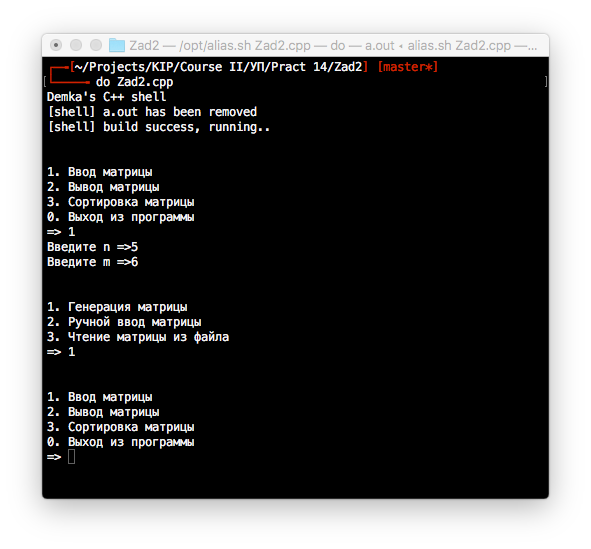 Zad2 — /opt/alias.sh Zad2.cpp — do — a.out ◂ alias.sh Zad2.cpp —...
[~/Projects/KIP/Course II/УП/Pract 14/Zad2] [master*]
do Zad2.cpp
Demka's C++ shell
[shell] a.out has been removed
[shell] build success, running..
1. Ввод матрицы
2. Вывод матрицы
3. Сортировка матрицы
0. Выход из программы
=> 1
Введите n =>5
Введите m =>6
1. Генерация матрицы
2. Ручной ввод матрицы
3. Чтение матрицы из файла
=> 1
1. Ввод матрицы
2. Вывод матрицы
3. Сортировка матрицы
0. Выход из программы
=>